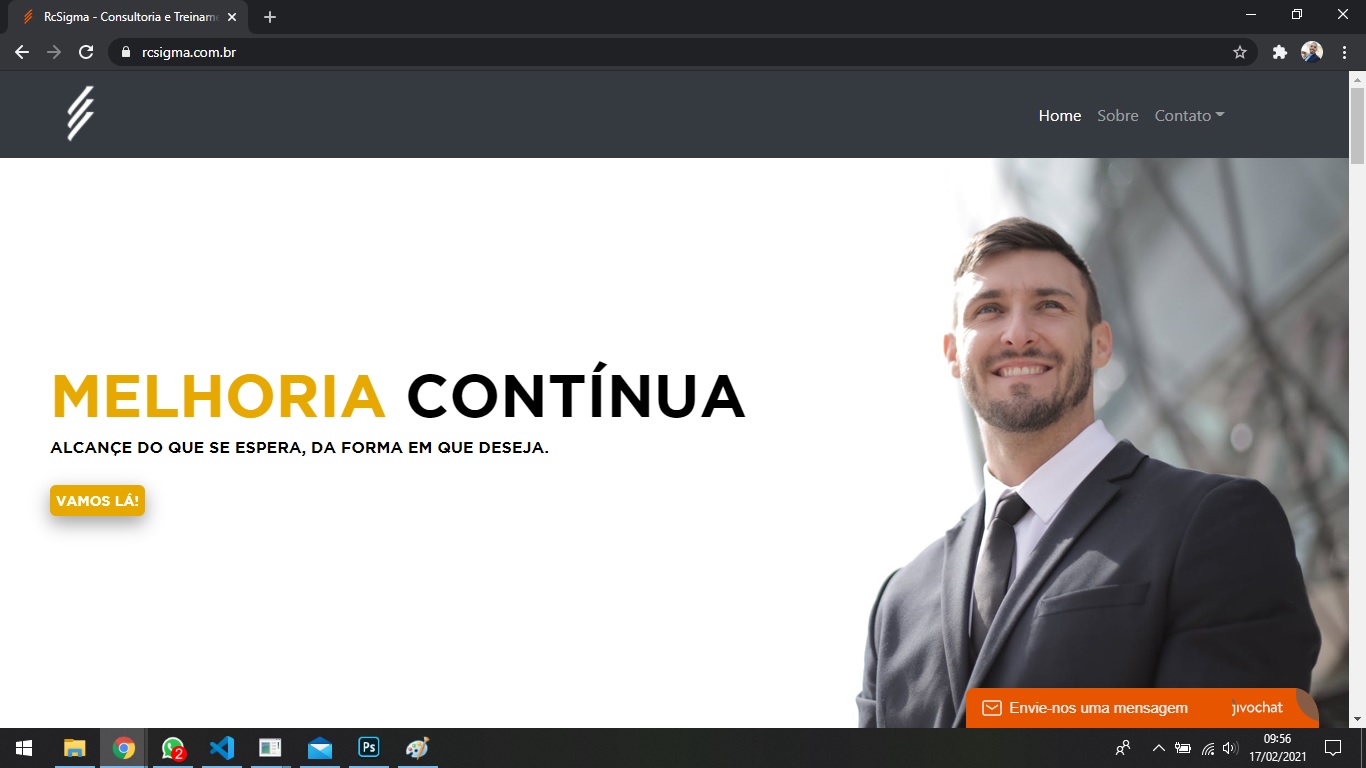 RcSigma - Consultoria e Treinam
rcsigma.com.br
Home Sobre Contato
MELHORIA CONTÍNUA
ALCANÇE DO QUE SE ESPERA, DA FORMA EM QUE DESEJA.
VAMOS LÁ!
Envie-nos uma mensagem jivochat
2
Ps
09:56
17/02/2021